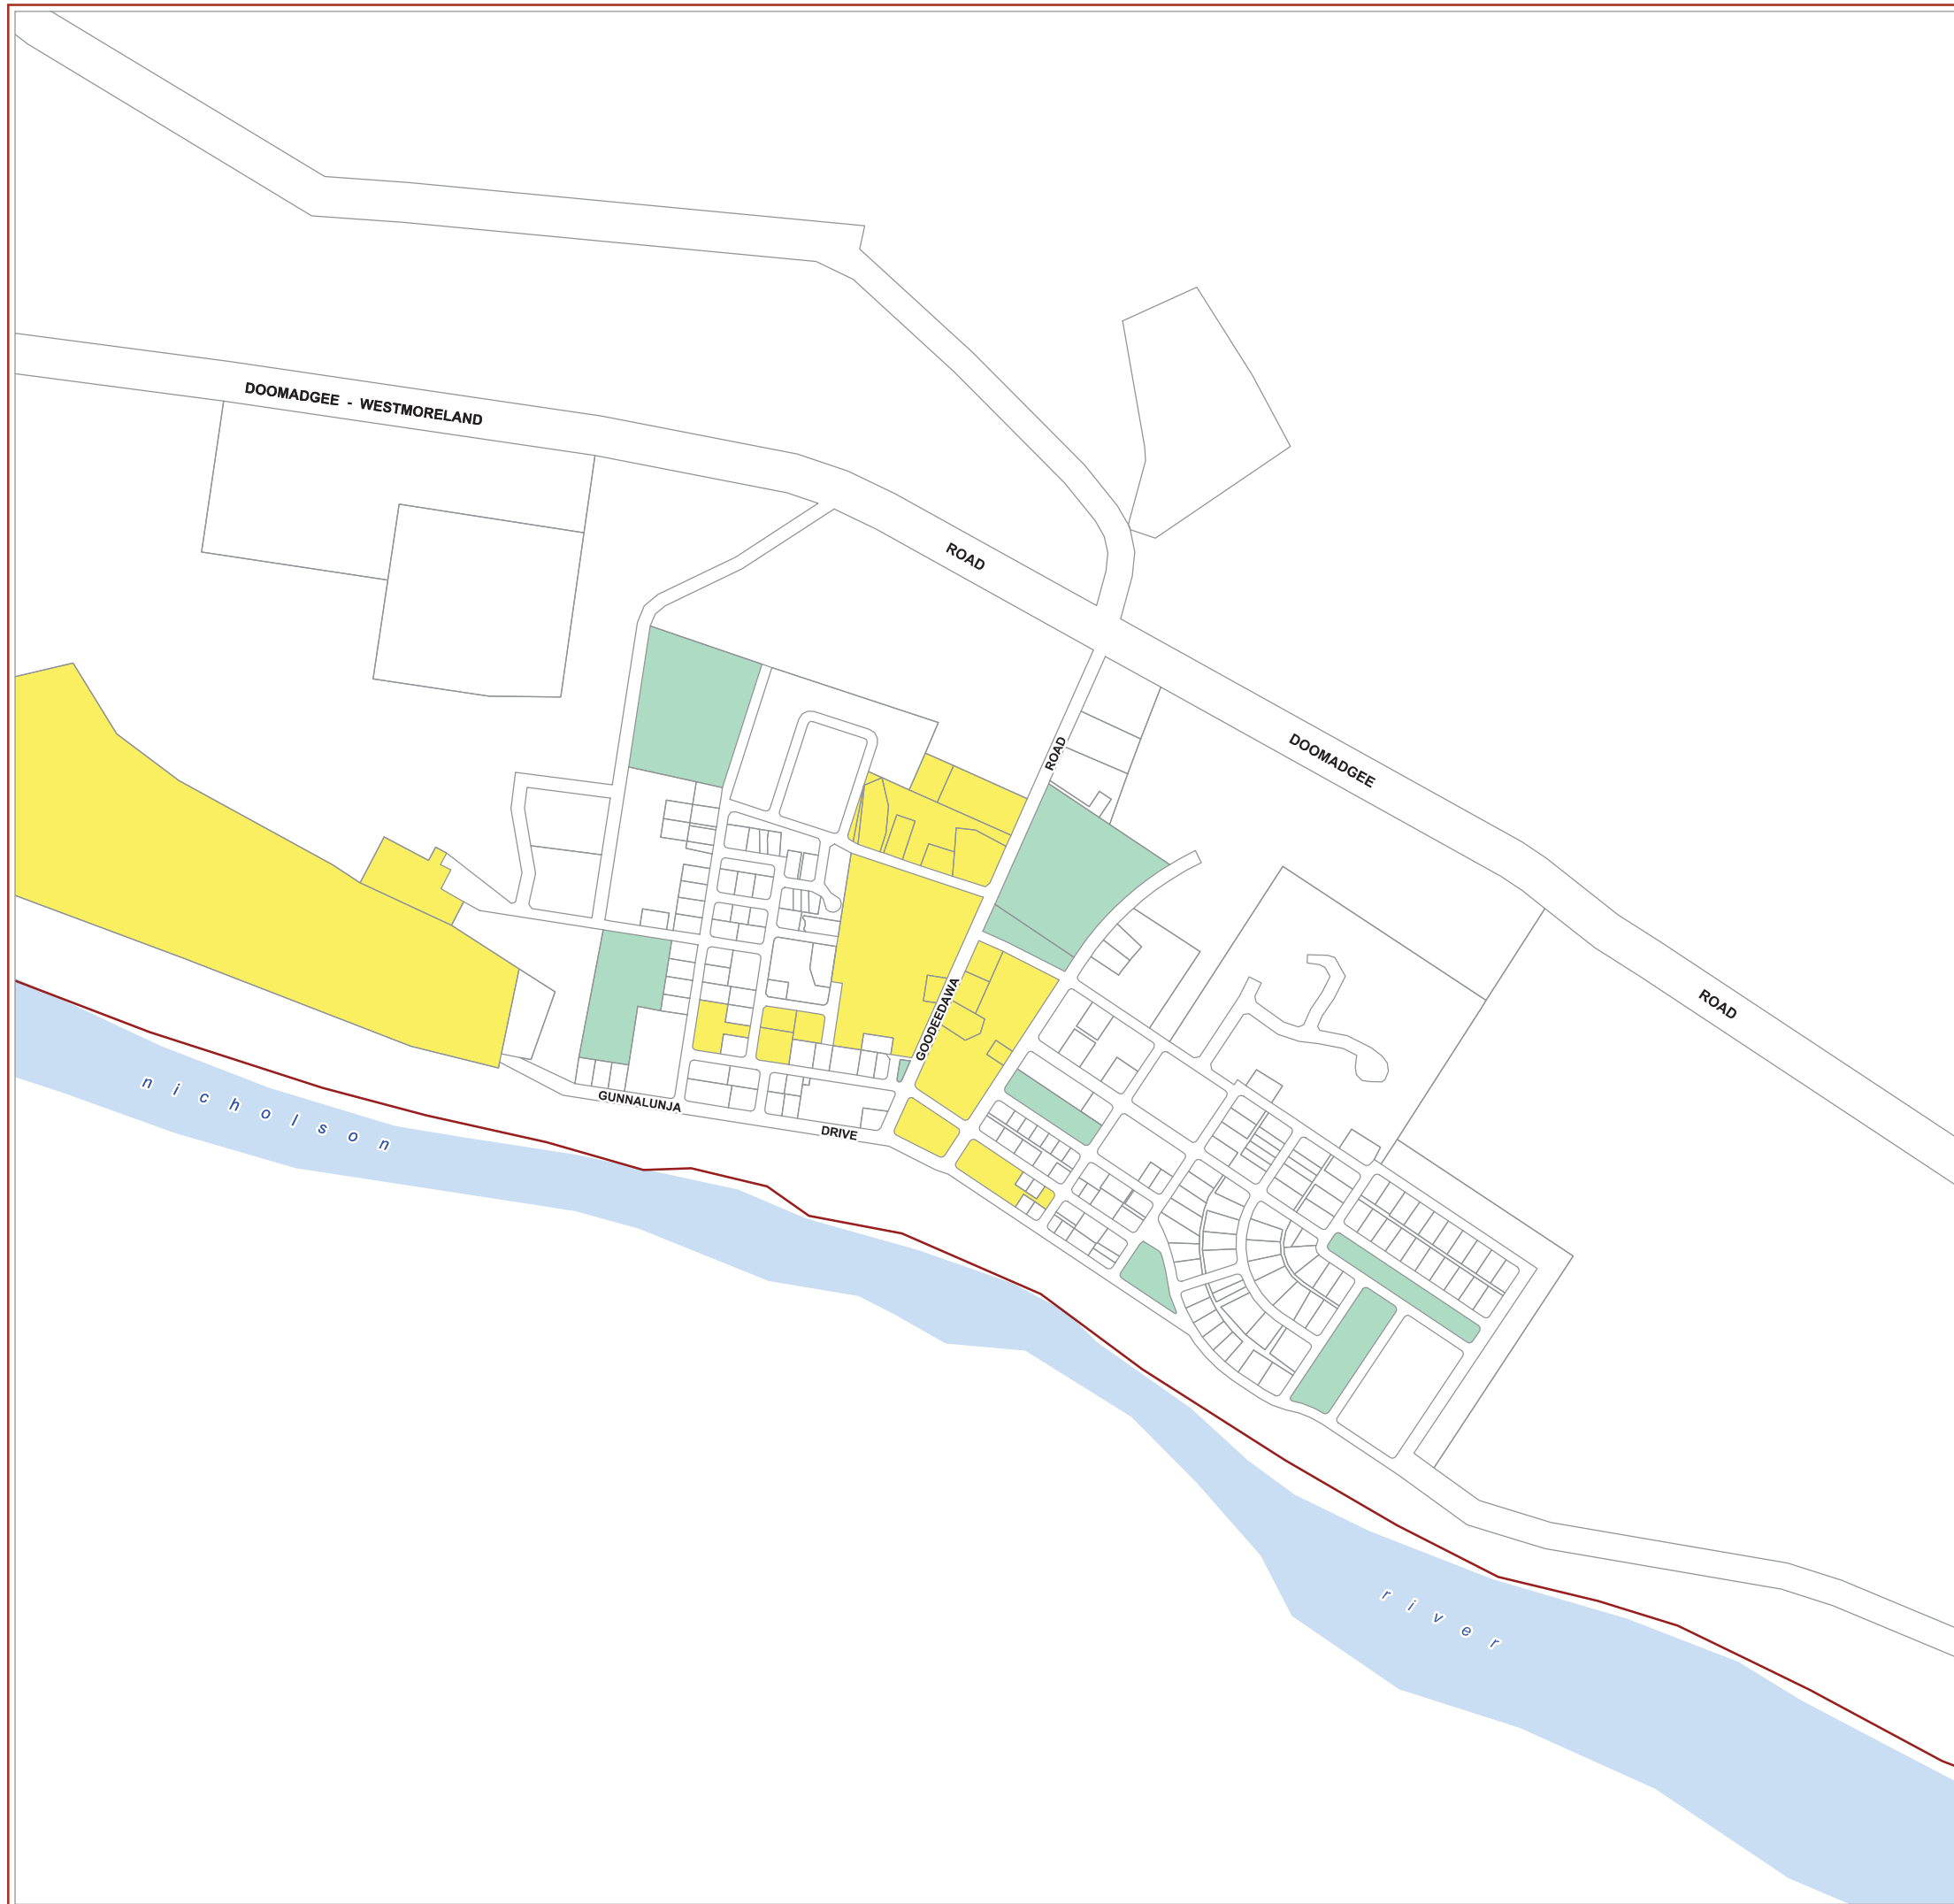 DOOMADGEE - WESTMORELAND
ROAD
ROAD
DOOMADGEE
ROAD
GOODEEDAWA
GUNNALUNJA
DRIVE
nicholson
river